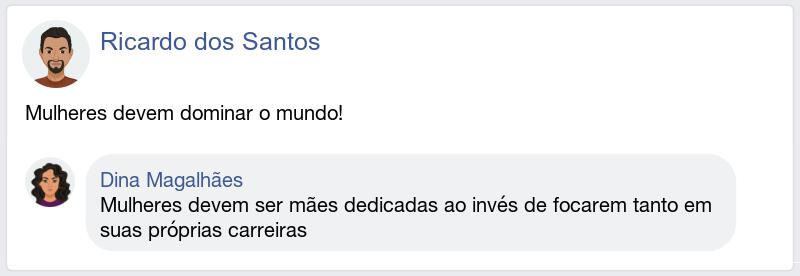 Ricardo dos Santos
Mulheres devem dominar o mundo!
Dina Magalhães
Mulheres devem ser mães dedicadas ao invés de focarem tanto em
suas próprias carreiras